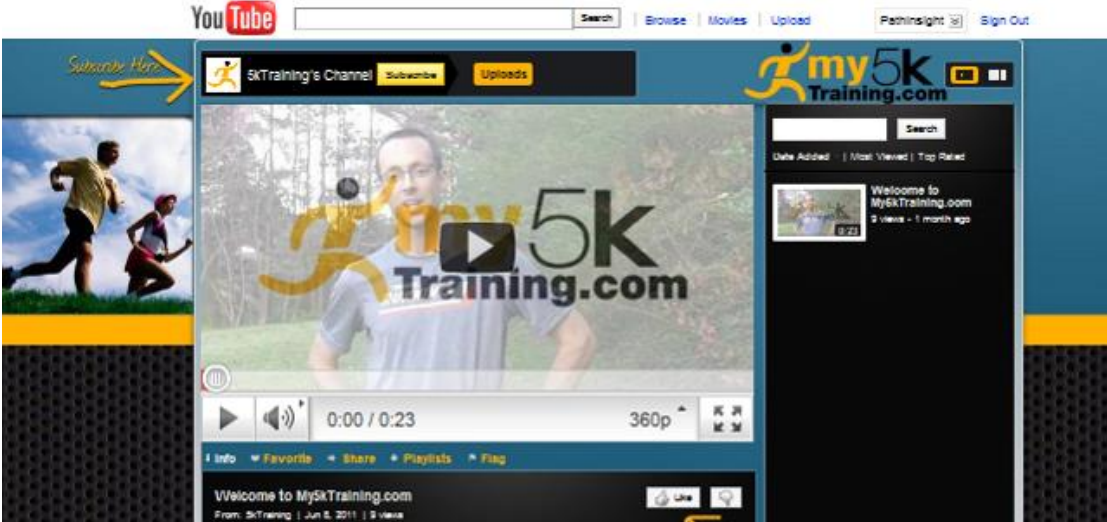 You Tube
Search
Browse | Movies | Upload
PathInsight
Sign Out
Subscribe Here
5kTraining's Channel
Subscribe
Uploads
my5k
Training.com
Search
Date Added | Most Viewed | Top Rated
my5k
Training.com
Welcome to
My5kTraining.com
9 views - 1 month ago
0:23
0:00 / 0:23
360p
Info Favorite Share Playlists Flag
Welcome to My5kTraining.com
Like
From: 5kTraining | Jun 8, 2011 | 9 views